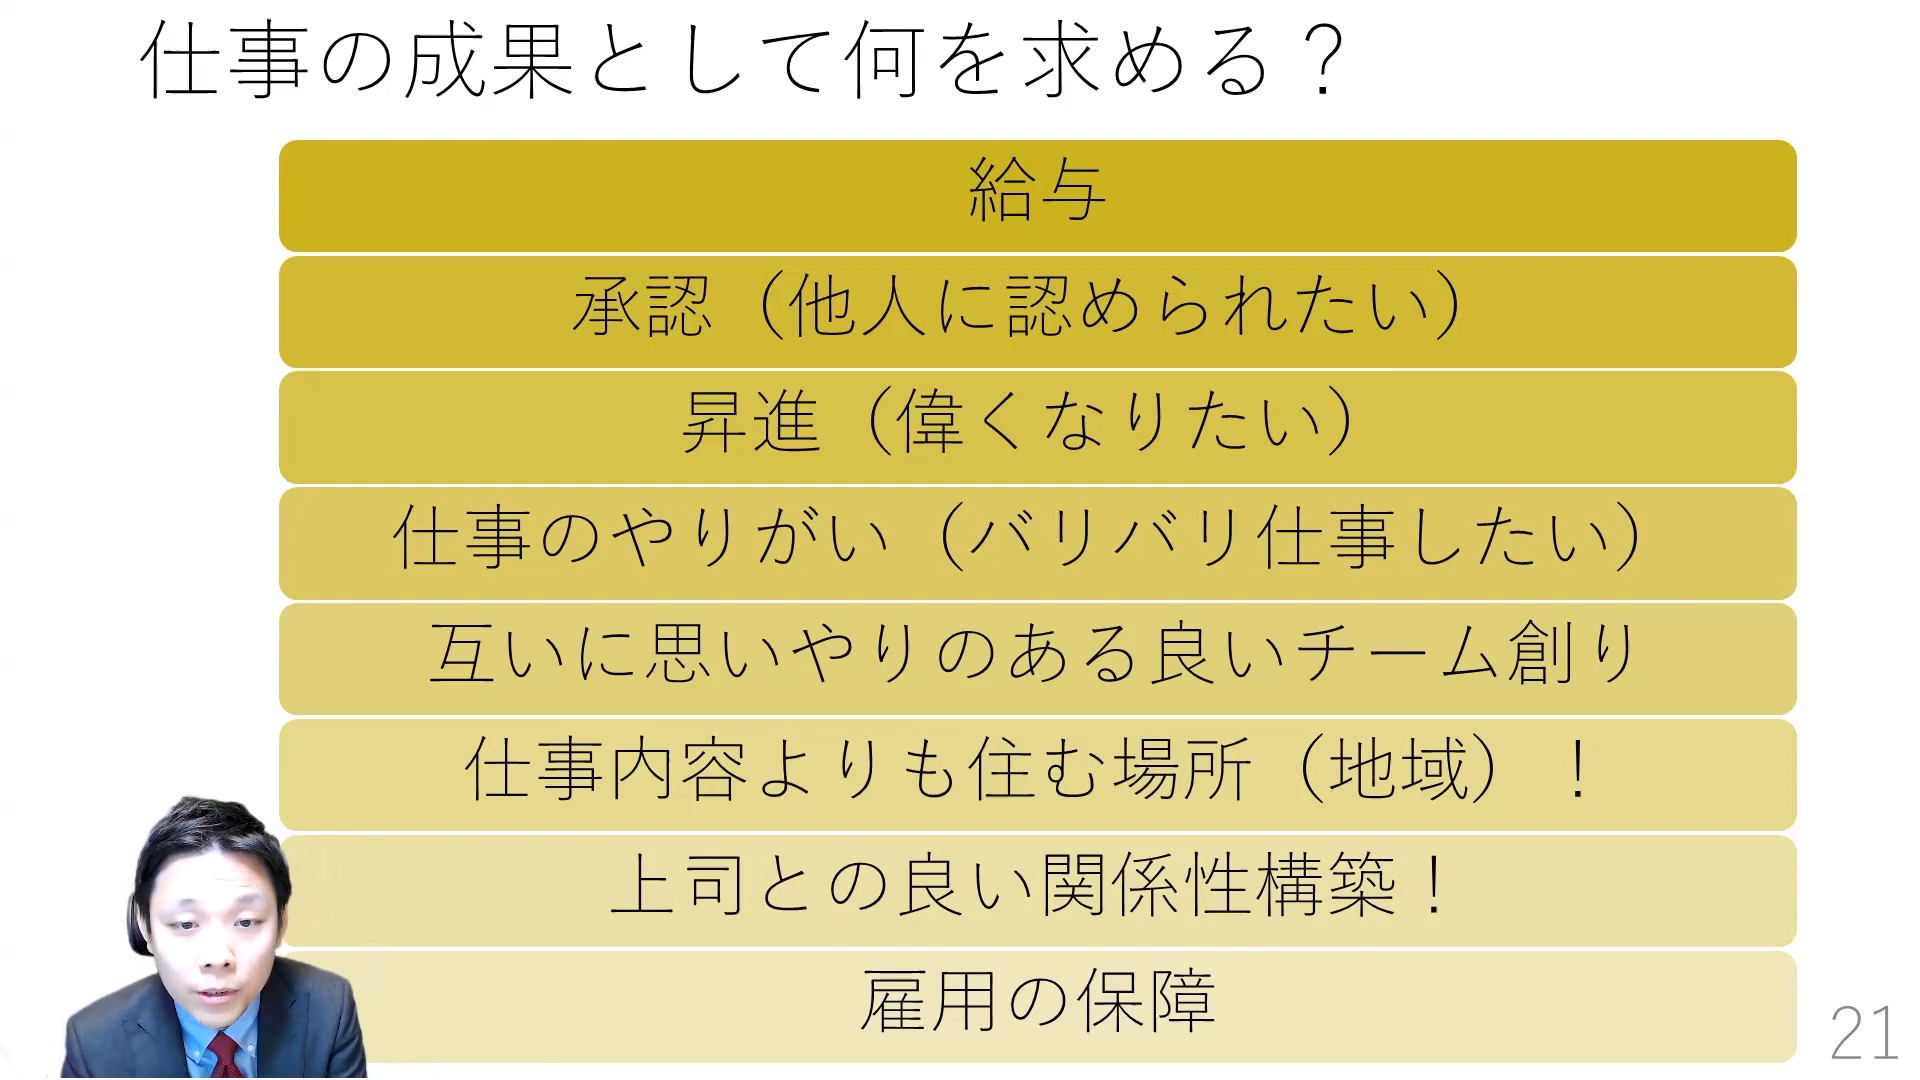 仕事の成果として何を求める？
給与
承認（他人に認められたい）
昇進（偉くなりたい）
仕事のやりがい（バリバリ仕事したい）
互いに思いやりのある良いチーム創り
仕事内容よりも住む場所（地域）！
上司との良い関係性構築！
雇用の保障
21